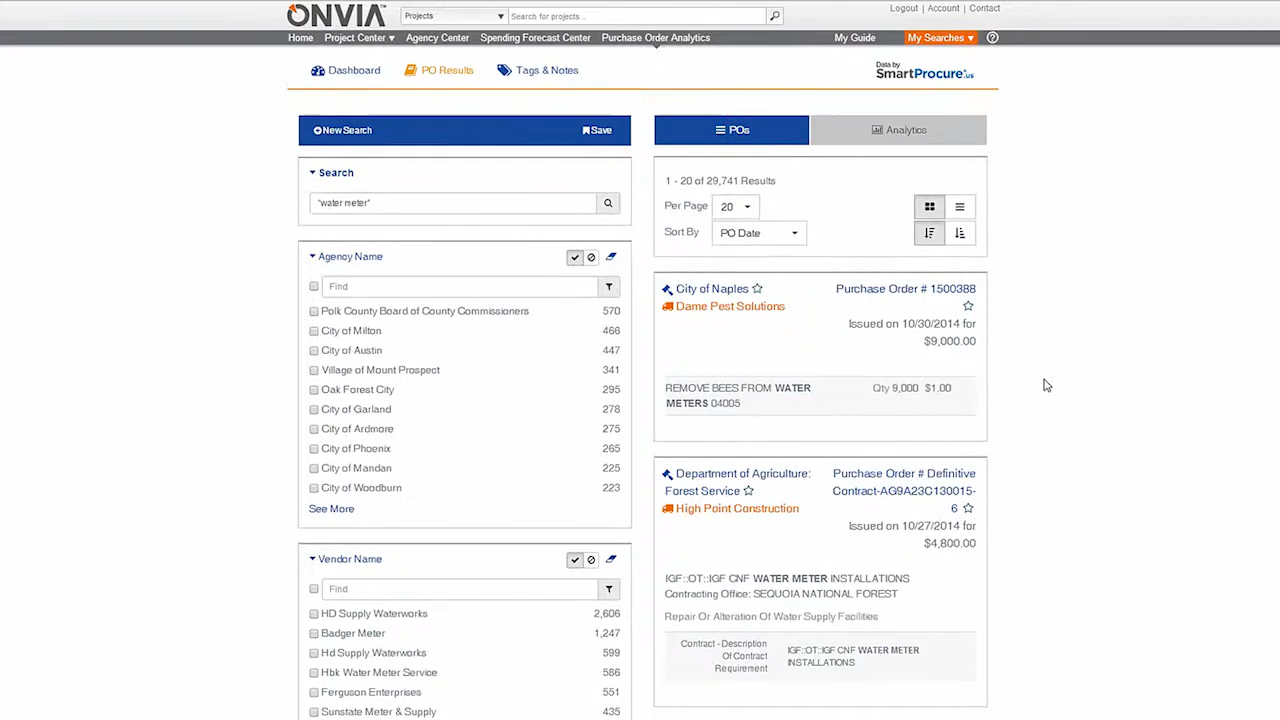 ONVIA™
Projects
Search for projects...
Logout | Account | Contact
Home Project Center Agency Center Spending Forecast Center Purchase Order Analytics My Guide My Searches ?
Dashboard PO Results Tags & Notes
Data by
SmartProcure.us
New Search Save
Search
"water meter"
Agency Name
Find
Polk County Board of County Commissioners 570
City of Milton 466
City of Austin 447
Village of Mount Prospect 341
Oak Forest City 295
City of Garland 278
City of Ardmore 275
City of Phoenix 265
City of Mandan 225
City of Woodburn 223
See More
Vendor Name
Find
HD Supply Waterworks 2,606
Badger Meter 1,247
Hd Supply Waterworks 599
Hbk Water Meter Service 586
Ferguson Enterprises 551
Sunstate Meter & Supply 435
POs Analytics
1 - 20 of 29,741 Results
Per Page 20
Sort By PO Date
City of Naples Purchase Order # 1500388
Dame Pest Solutions
Issued on 10/30/2014 for
$9,000.00
REMOVE BEES FROM WATER Qty 9,000 $1.00
METERS 04005
Department of Agriculture: Purchase Order # Definitive
Forest Service Contract-AG9A23C130015-
High Point Construction 6
Issued on 10/27/2014 for
$4,800.00
IGF::OT::IGF CNF WATER METER INSTALLATIONS
Contracting Office: SEQUOIA NATIONAL FOREST
Repair Or Alteration Of Water Supply Facilities
Contract - Description
Of Contract
Requirement
IGF::OT::IGF CNF WATER METER
INSTALLATIONS